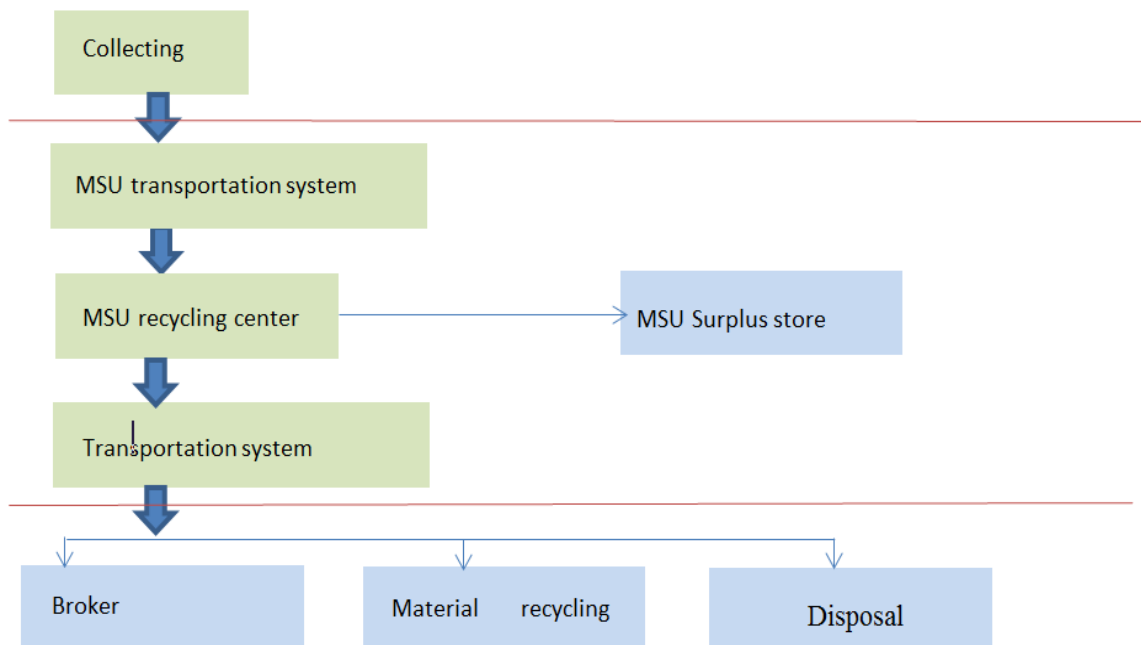 Collecting
MSU transportation system
MSU recycling center
MSU Surplus store
Transportation system
Broker
Material recycling
Disposal